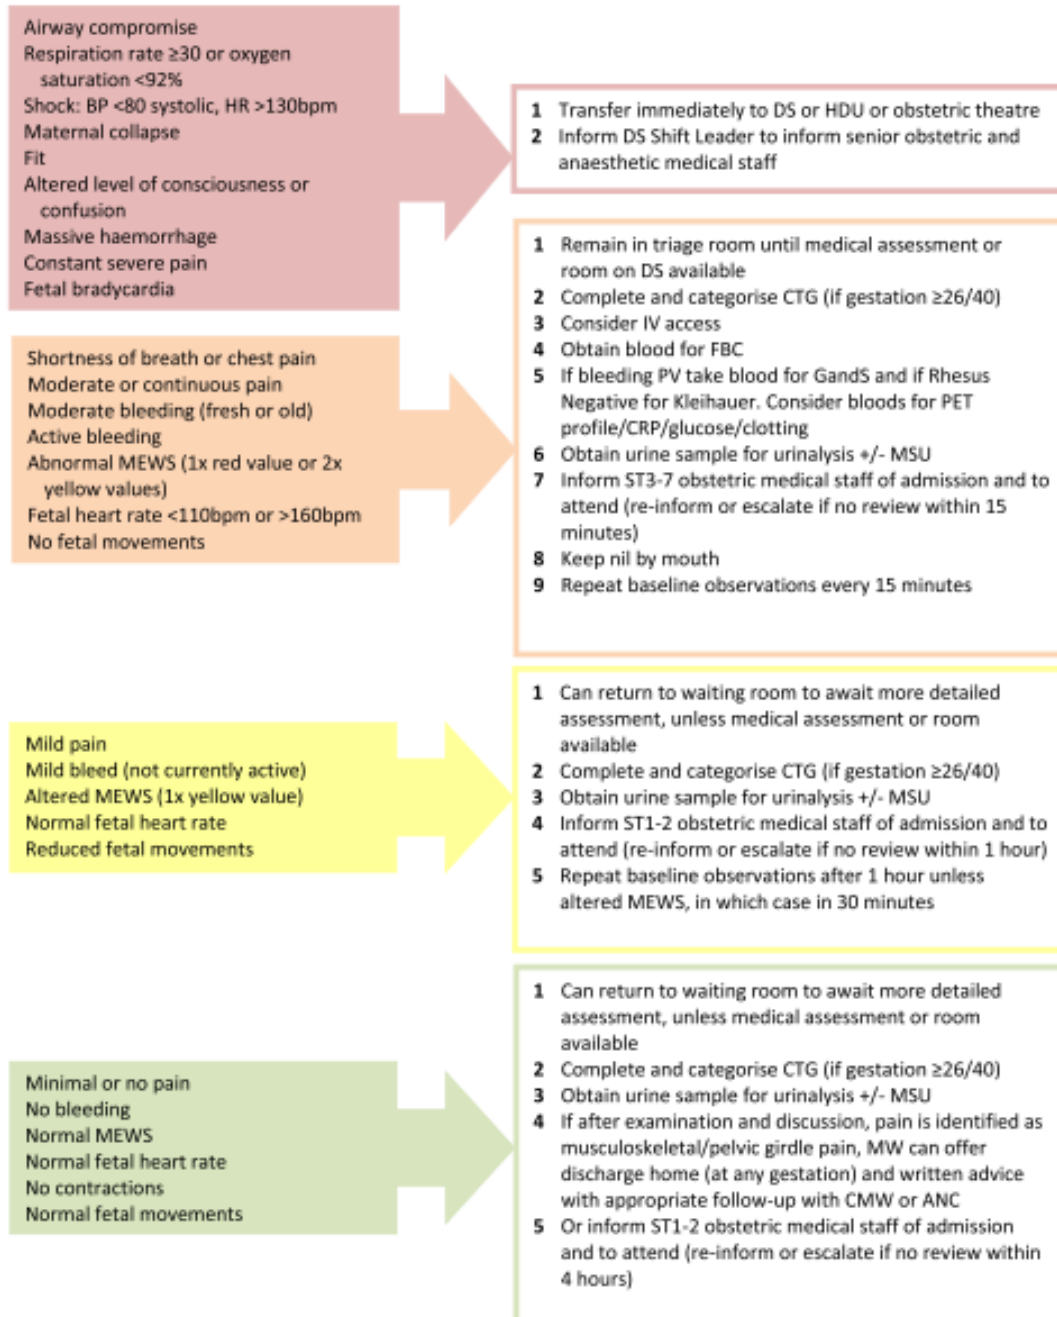 Airway compromise
Respiration rate ≥30 or oxygen
saturation <92%
Shock: BP <80 systolic, HR >130bpm
Maternal collapse
Fit
Altered level of consciousness or
confusion
Massive haemorrhage
Constant severe pain
Fetal bradycardia
1 Transfer immediately to DS or HDU or obstetric theatre
2 Inform DS Shift Leader to inform senior obstetric and
anaesthetic medical staff
Shortness of breath or chest pain
Moderate or continuous pain
Moderate bleeding (fresh or old)
Active bleeding
Abnormal MEWS (1x red value or 2x
yellow values)
Fetal heart rate <110bpm or >160bpm
No fetal movements
1 Remain in triage room until medical assessment or
room on DS available
2 Complete and categorise CTG (if gestation ≥26/40)
3 Consider IV access
4 Obtain blood for FBC
5 If bleeding PV take blood for GandS and if Rhesus
Negative for Kleihauer. Consider bloods for PET
profile/CRP/glucose/clotting
6 Obtain urine sample for urinalysis +/- MSU
7 Inform ST3-7 obstetric medical staff of admission and to
attend (re-inform or escalate if no review within 15
minutes)
8 Keep nil by mouth
9 Repeat baseline observations every 15 minutes
Mild pain
Mild bleed (not currently active)
Altered MEWS (1x yellow value)
Normal fetal heart rate
Reduced fetal movements
1 Can return to waiting room to await more detailed
assessment, unless medical assessment or room
available
2 Complete and categorise CTG (if gestation ≥26/40)
3 Obtain urine sample for urinalysis +/- MSU
4 Inform ST1-2 obstetric medical staff of admission and to
attend (re-inform or escalate if no review within 1 hour)
5 Repeat baseline observations after 1 hour unless
altered MEWS, in which case in 30 minutes
Minimal or no pain
No bleeding
Normal MEWS
Normal fetal heart rate
No contractions
Normal fetal movements
1 Can return to waiting room to await more detailed
assessment, unless medical assessment or room
available
2 Complete and categorise CTG (if gestation ≥26/40)
3 Obtain urine sample for urinalysis +/- MSU
4 If after examination and discussion, pain is identified as
musculoskeletal/pelvic girdle pain, MW can offer
discharge home (at any gestation) and written advice
with appropriate follow-up with CMW or ANC
5 Or inform ST1-2 obstetric medical staff of admission
and to attend (re-inform or escalate if no review within
4 hours)